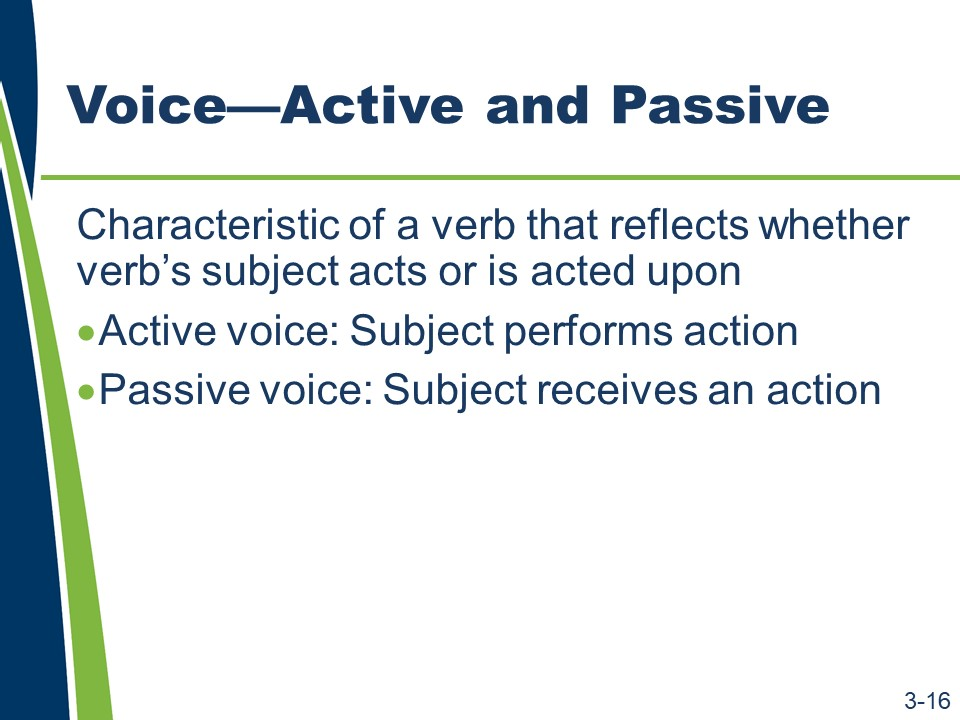 Voice—Active and Passive
Characteristic of a verb that reflects whether
verb’s subject acts or is acted upon
•Active voice: Subject performs action
•Passive voice: Subject receives an action
3-16